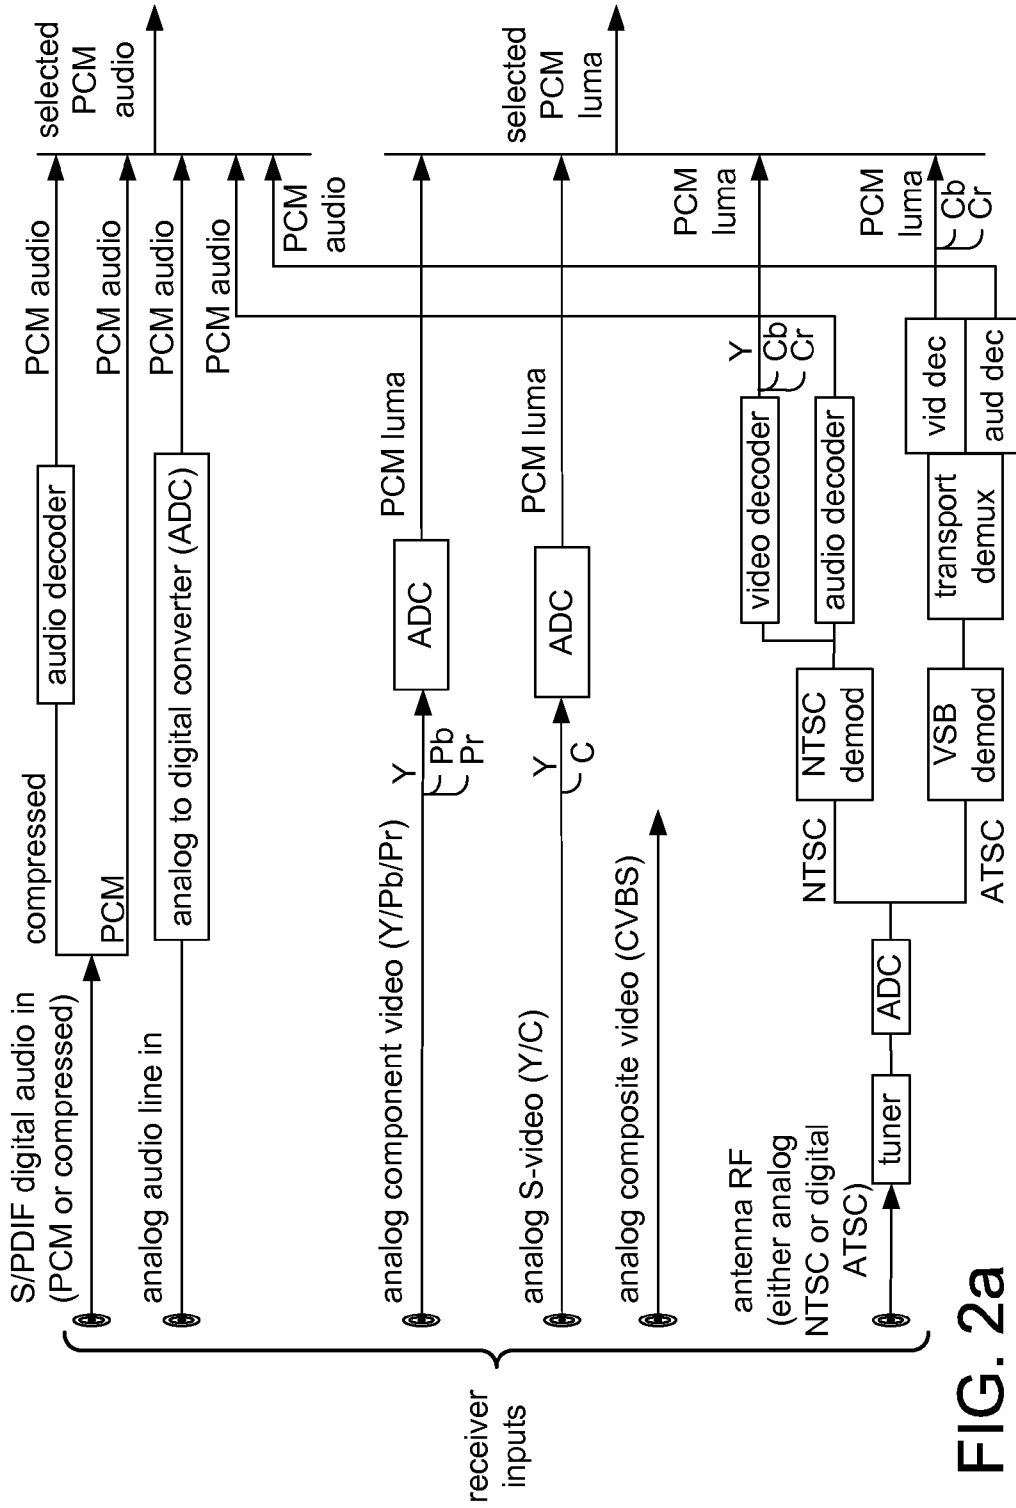 S/PDIF digital audio in
(PCM or compressed)
compressed
PCM
audio decoder
PCM audio
PCM audio
selected
PCM
audio
analog audio line in
analog to digital converter (ADC)
PCM audio
PCM audio
PCM
audio
receiver
inputs
analog component video (Y/Pb/Pr)
Y
Pb
Pr
ADC
PCM luma
selected
PCM
luma
analog S-video (Y/C)
Y
C
ADC
PCM luma
analog composite video (CVBS)
antenna RF
(either analog
NTSC or digital
ATSC)
tuner
ADC
NTSC
ATSC
NTSC
demod
video decoder
audio decoder
Y
Cb
Cr
PCM
luma
VSB
demod
transport
demux
vid dec
aud dec
PCM
luma
Cb
Cr
FIG. 2a